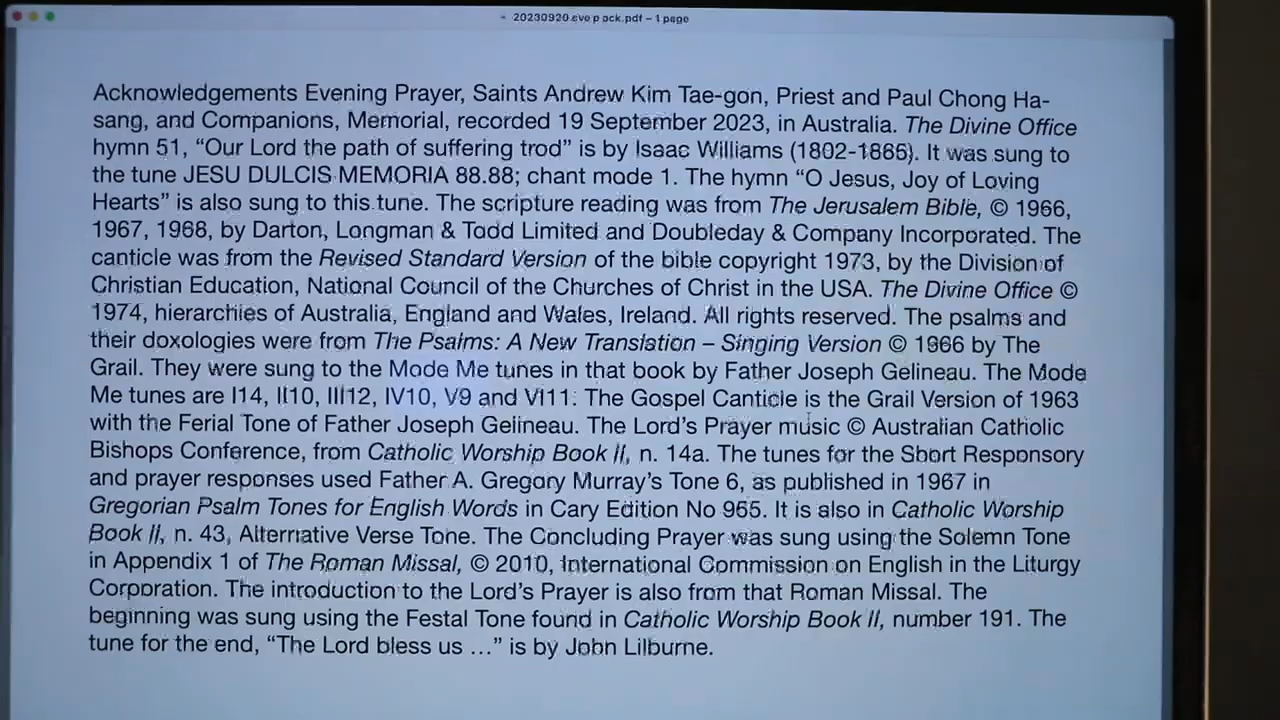 20230920 eve p ack.pdf – 1 page
Acknowledgements Evening Prayer, Saints Andrew Kim Tae-gon, Priest and Paul Chong Ha-
sang, and Companions, Memorial, recorded 19 September 2023, in Australia. The Divine Office
hymn 51, “Our Lord the path of suffering trod” is by Isaac Williams (1802-1865). It was sung to
the tune JESU DULCIS MEMORIA 88.88; chant mode 1. The hymn “O Jesus, Joy of Loving
Hearts” is also sung to this tune. The scripture reading was from The Jerusalem Bible, © 1966,
1967, 1968, by Darton, Longman & Todd Limited and Doubleday & Company Incorporated. The
canticle was from the Revised Standard Version of the bible copyright 1973, by the Division of
Christian Education, National Council of the Churches of Christ in the USA. The Divine Office ©
1974, hierarchies of Australia, England and Wales, Ireland. All rights reserved. The psalms and
their doxologies were from The Psalms: A New Translation – Singing Version © 1966 by The
Grail. They were sung to the Mode Me tunes in that book by Father Joseph Gelineau. The Mode
Me tunes are I14, II10, III12, IV10, V9 and VI11. The Gospel Canticle is the Grail Version of 1963
with the Ferial Tone of Father Joseph Gelineau. The Lord’s Prayer music © Australian Catholic
Bishops Conference, from Catholic Worship Book II, n. 14a. The tunes for the Short Responsory
and prayer responses used Father A. Gregory Murray’s Tone 6, as published in 1967 in
Gregorian Psalm Tones for English Words in Cary Edition No 965. It is also in Catholic Worship
Book II, n. 43, Alternative Verse Tone. The Concluding Prayer was sung using the Solemn Tone
in Appendix 1 of The Roman Missal, © 2010, International Commission on English in the Liturgy
Corporation. The introduction to the Lord’s Prayer is also from that Roman Missal. The
beginning was sung using the Festal Tone found in Catholic Worship Book II, number 191. The
tune for the end, “The Lord bless us ...” is by John Lilburne.